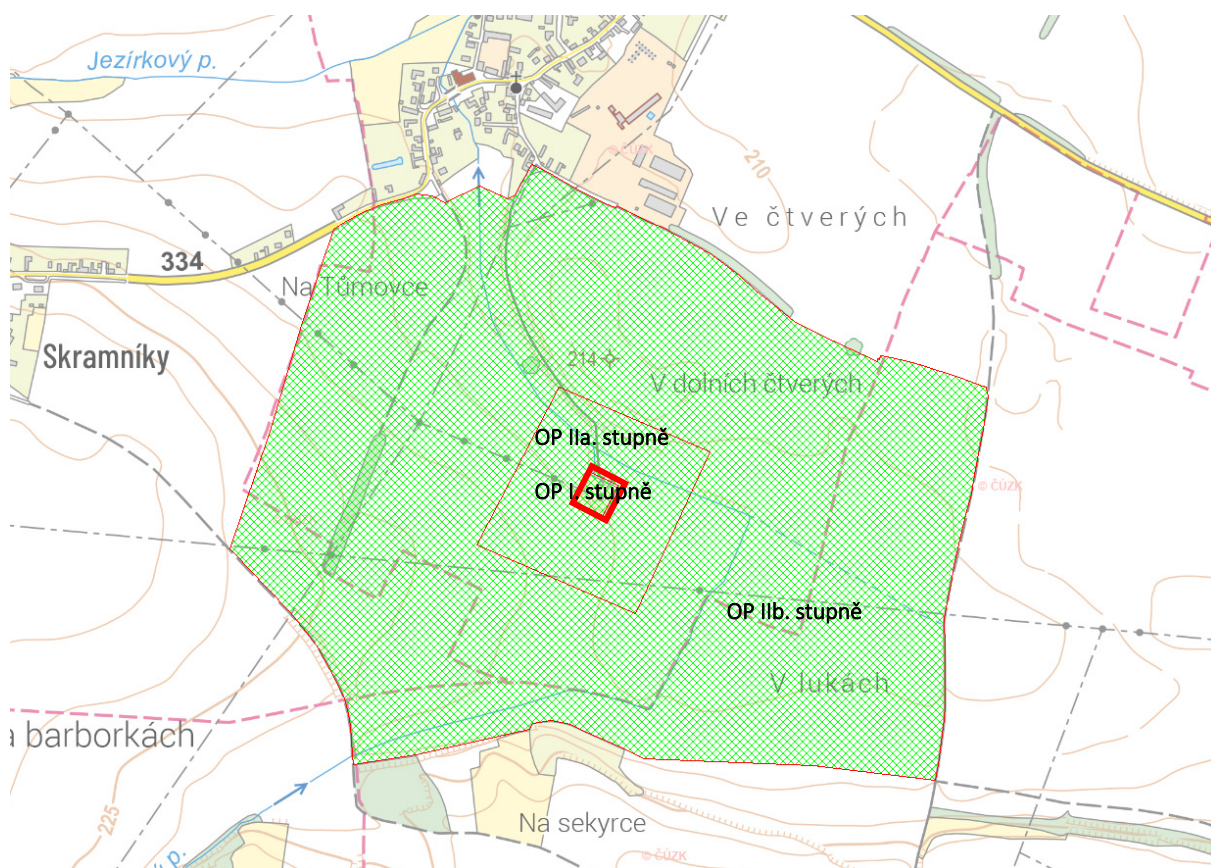 Jezírkový p.
© ČÚZK
210
Ve čtverých
334
Na Tůmovce
Skramníky
214
V dolních čtverých
OP IIa. stupně
OP I. stupně
© ČÚZK
OP IIb. stupně
V lukách
barborkách
225
Na sekyrce
p.
© ČÚZK